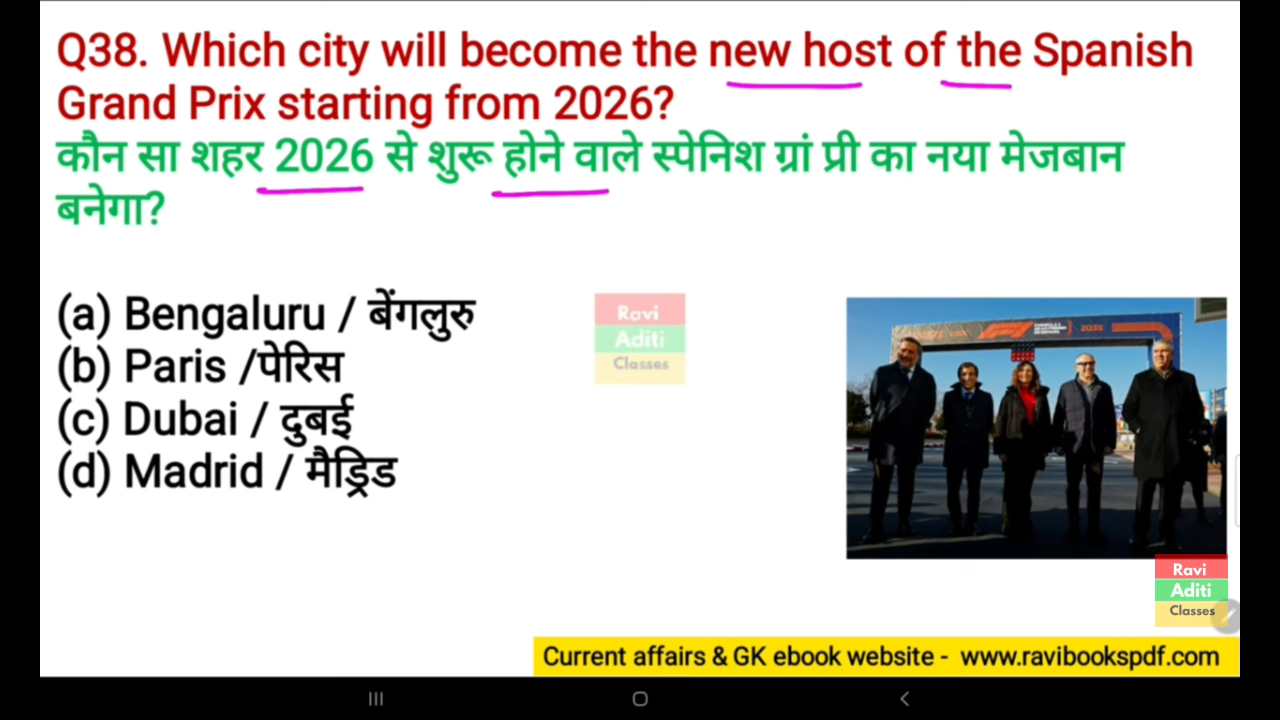 Q38. Which city will become the new host of the Spanish
Grand Prix starting from 2026?
कौन सा शहर 2026 से शुरू होने वाले स्पेनिश ग्रां प्री का नया मेजबान
बनेगा?
(a) Bengaluru / बेंगलुरु
(b) Paris /पेरिस
(c) Dubai / दुबई
(d) Madrid / मैड्रिड
Ravi
Aditi
Classes
Ravi
Aditi
Classes
Current affairs & GK ebook website - www.ravibookspdf.com